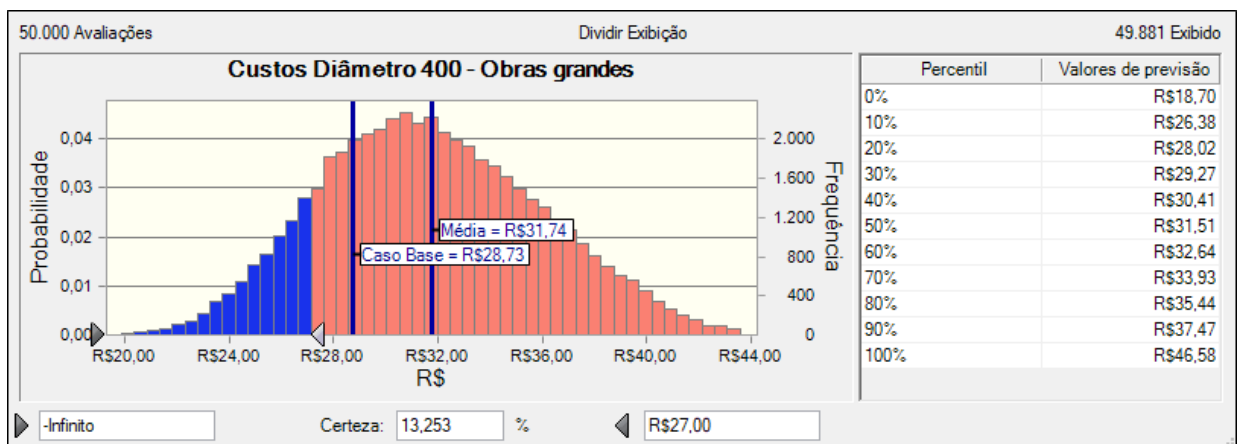 50.000 Avaliações Dividir Exibição 49.881 Exibido
Custos Diâmetro 400 - Obras grandes
Probabilidade
0,04
0,03
0,02
0,01
0,00
Média = R$31,74
Caso Base = R$28,73
2.000
1.600
1.200
800
400
0
Frequência
R$20,00 R$24,00 R$28,00 R$32,00 R$36,00 R$40,00 R$44,00
R$
Percentil Valores de previsão
0% R$18,70
10% R$26,38
20% R$28,02
30% R$29,27
40% R$30,41
50% R$31,51
60% R$32,64
70% R$33,93
80% R$35,44
90% R$37,47
100% R$46,58
-Infinito Certeza: 13,253 % R$27,00